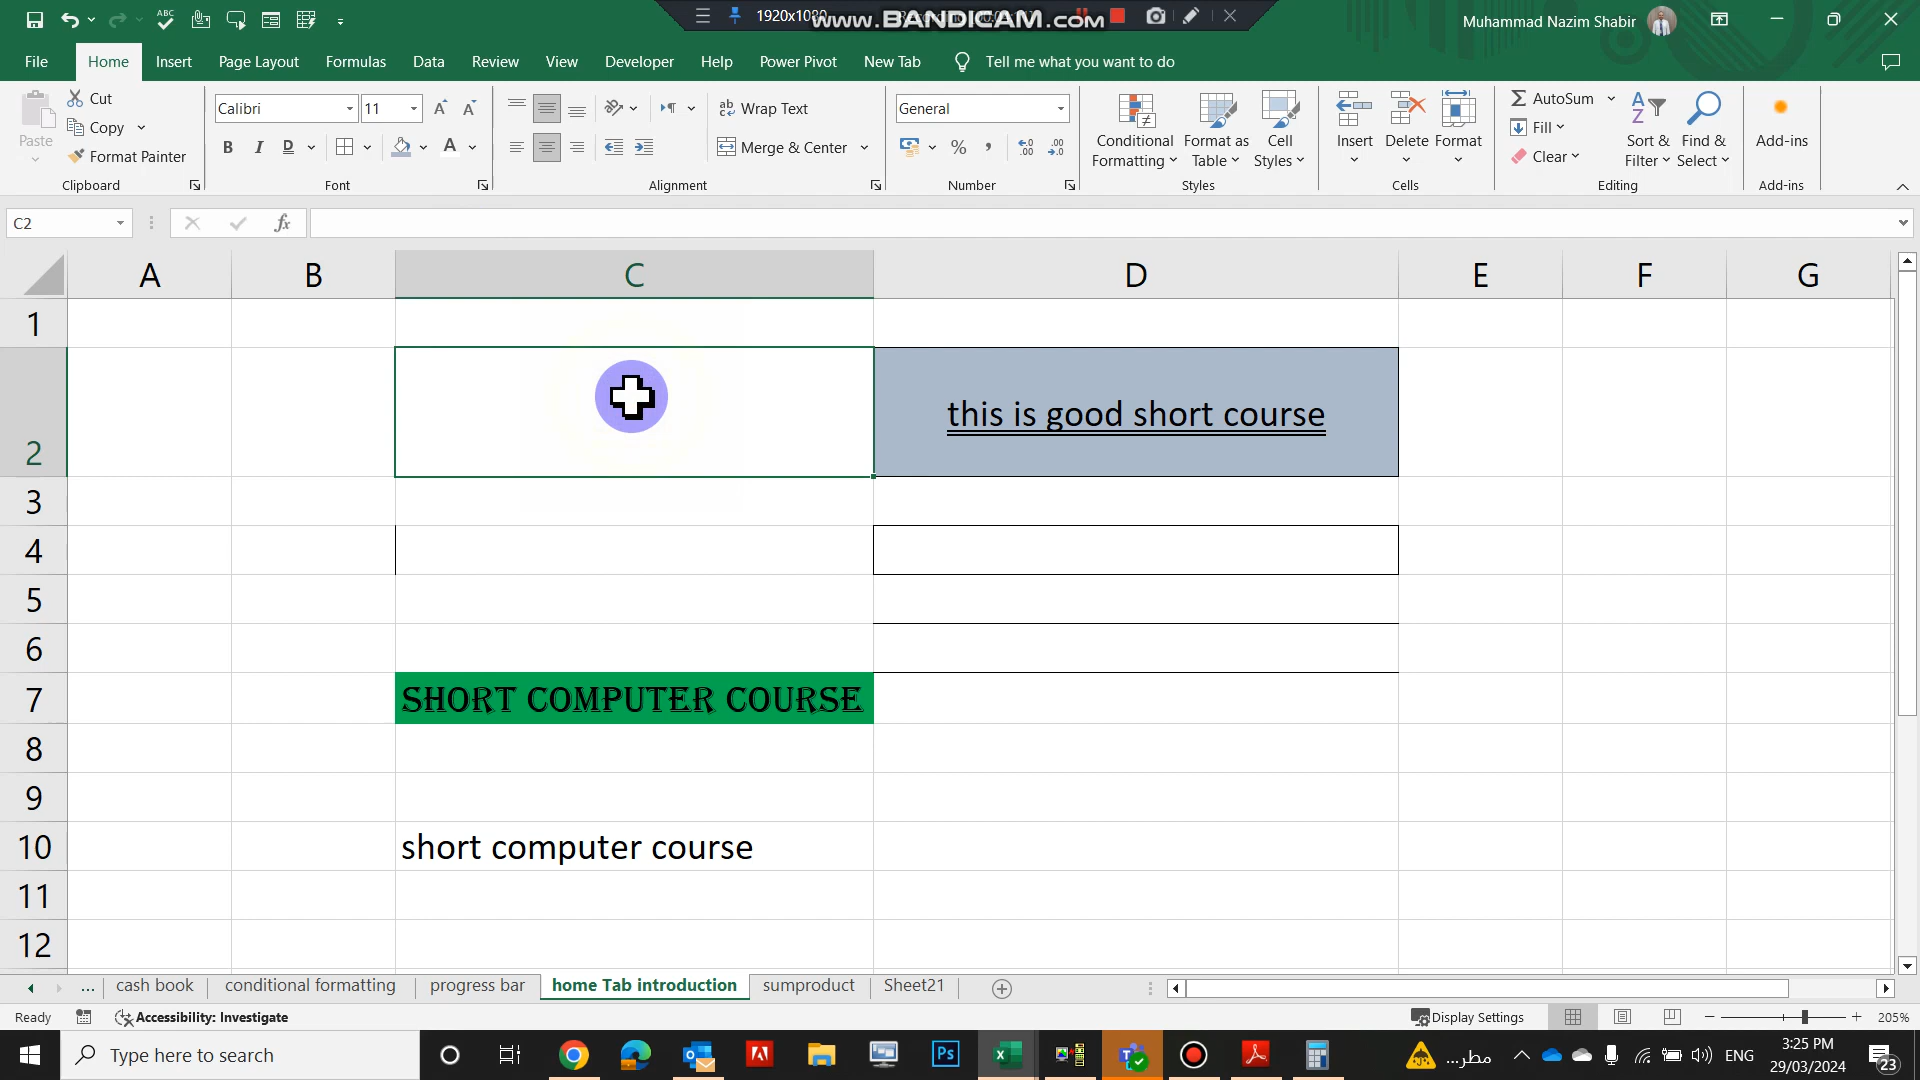 1920x1080
www.BANDICAM.com
Muhammad Nazim Shabir
File Home Insert Page Layout Formulas Data Review View Developer Help Power Pivot New Tab Tell me what you want to do
Paste
Cut
Copy
Format Painter
Clipboard
Calibri 11
B I D A
Font
Wrap Text
Merge & Center
Alignment
General
% ,
Number
Conditional Formatting
Format as Table
Cell Styles
Styles
Insert Delete Format
Cells
AutoSum
Fill
Clear
Sort & Filter
Find & Select
Editing
Add-ins
Add-ins
C2 fx
A B C D E F G
1
2 this is good short course
3
4
5
6
7 SHORT COMPUTER COURSE
8
9
10 short computer course
11
12
... cash book conditional formatting progress bar home Tab introduction sumproduct Sheet21
Ready Accessibility: Investigate Display Settings 205%
Type here to search
مطر... ENG
3:25 PM
29/03/2024
23